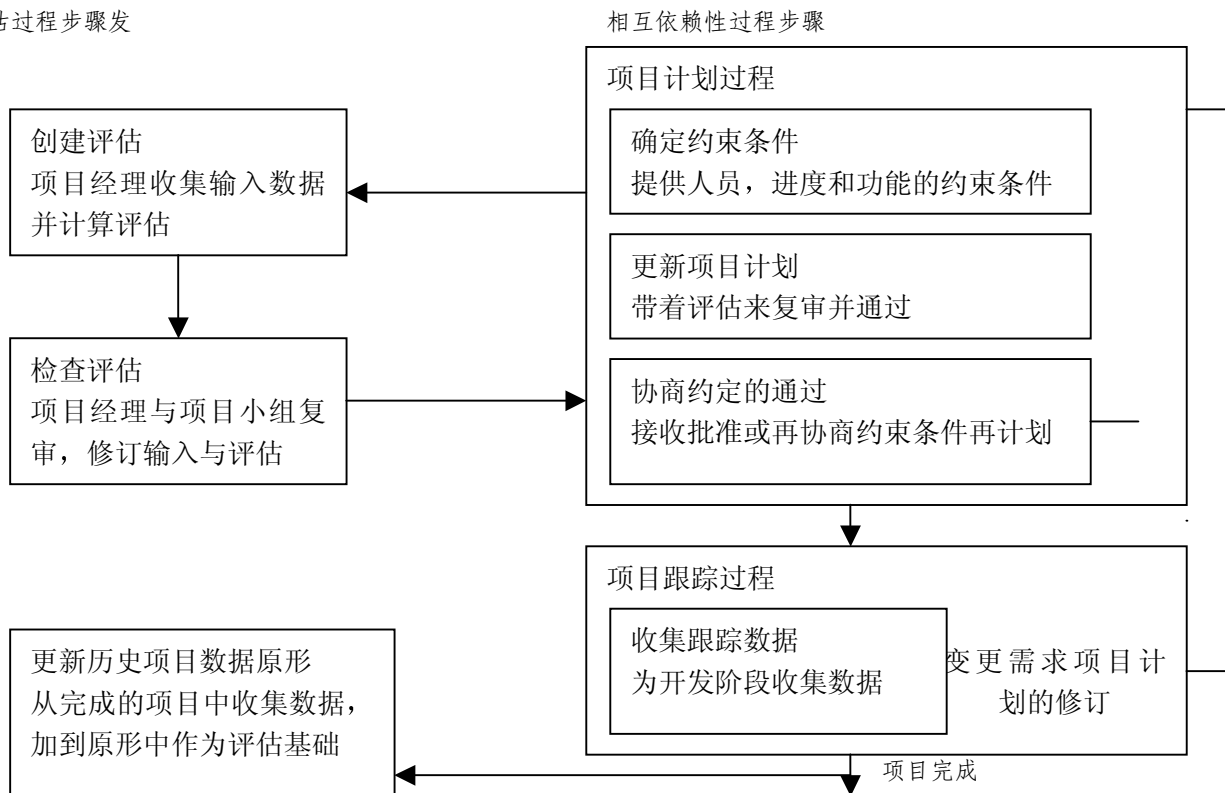 估过程步骤发
相互依赖性过程步骤
项目计划过程
创建评估
项目经理收集输入数据
并计算评估
确定约束条件
提供人员，进度和功能的约束条件
更新项目计划
带着评估来复审并通过
检查评估
项目经理与项目小组复
审，修订输入与评估
协商约定的通过
接收批准或再协商约束条件再计划
项目跟踪过程
收集跟踪数据
为开发阶段收集数据
变更需求项目计
划的修订
更新历史项目数据原形
从完成的项目中收集数据，
加到原形中作为评估基础
项目完成